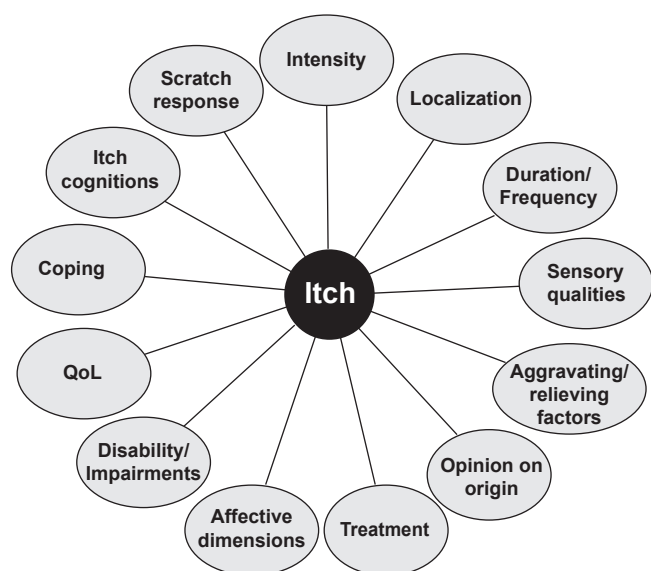 Intensity
Localization
Duration/
Frequency
Sensory
qualities
Aggravating/
relieving
factors
Opinion on
origin
Treatment
Affective
dimensions
Disability/
Impairments
QoL
Coping
Itch
cognitions
Scratch
response
Itch